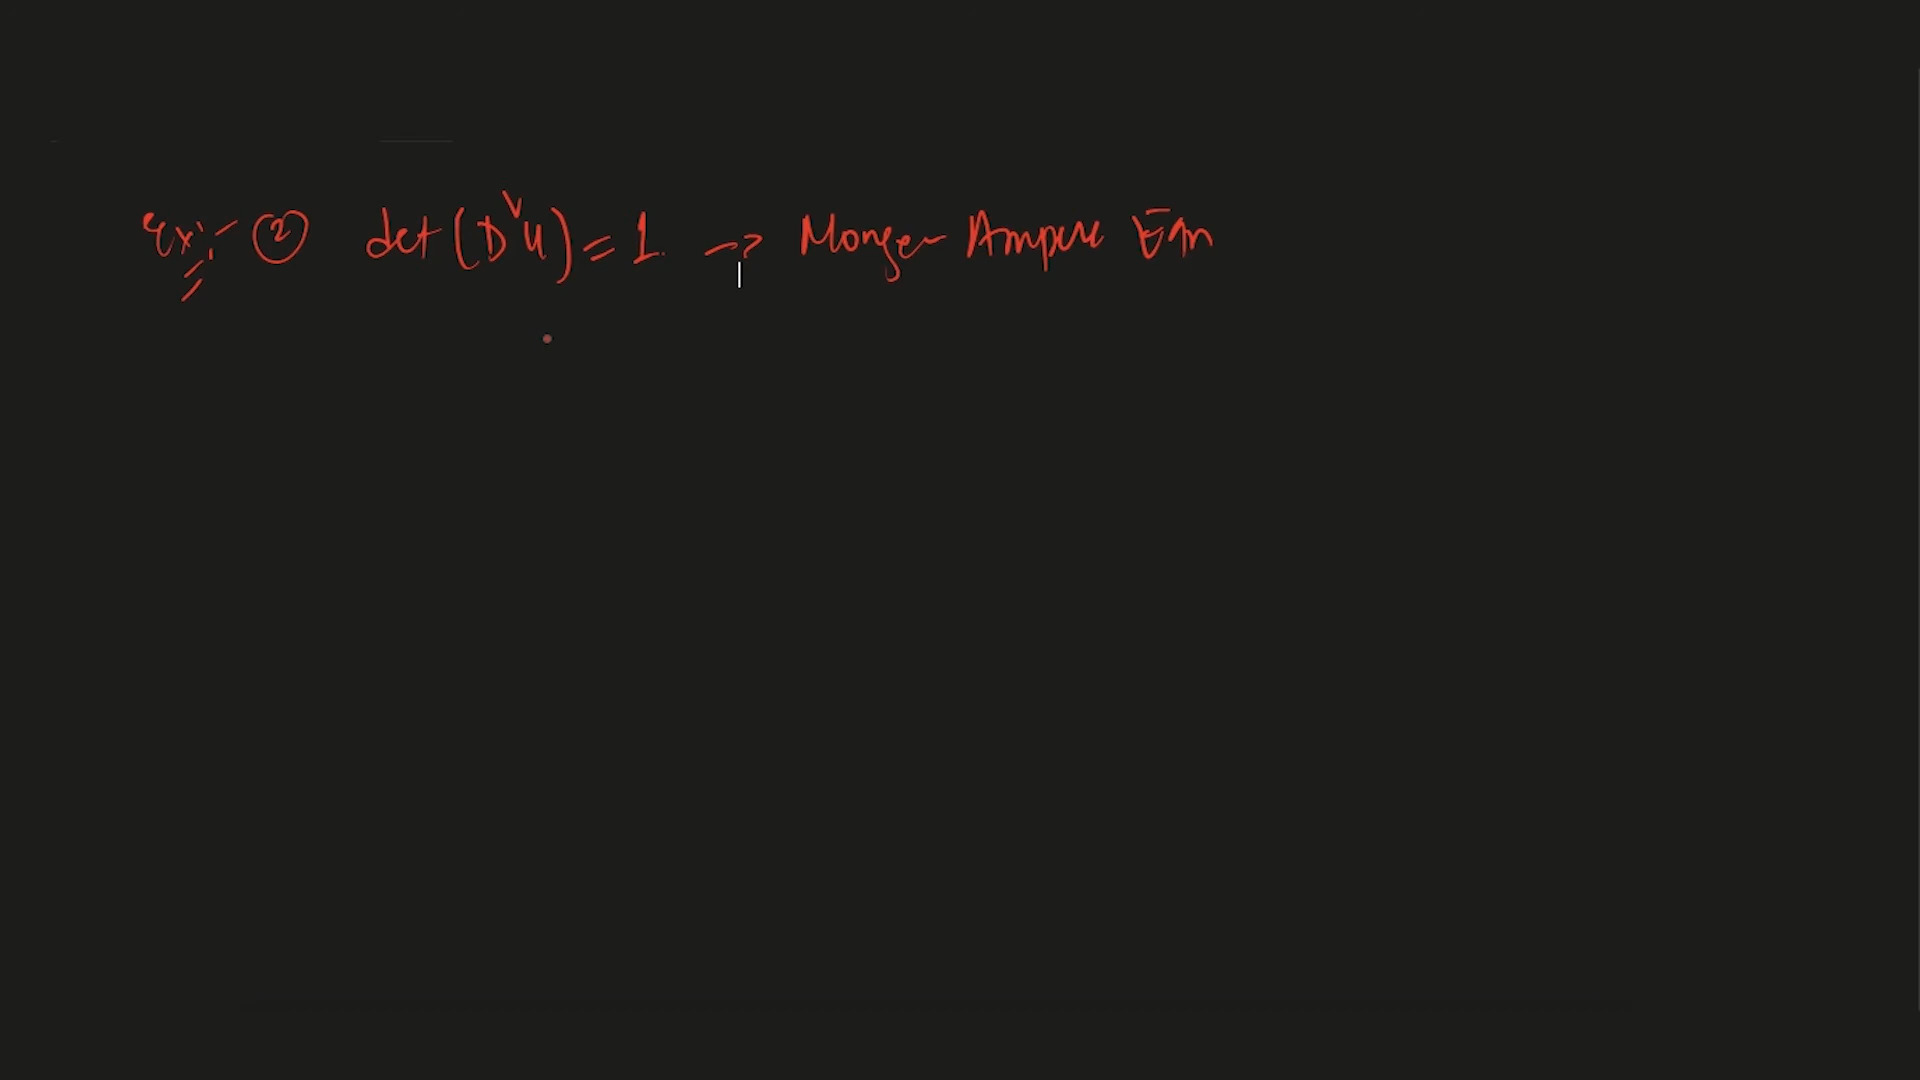 Ex:- ② det(D²u) = 1. → Monge Ampere Eqn